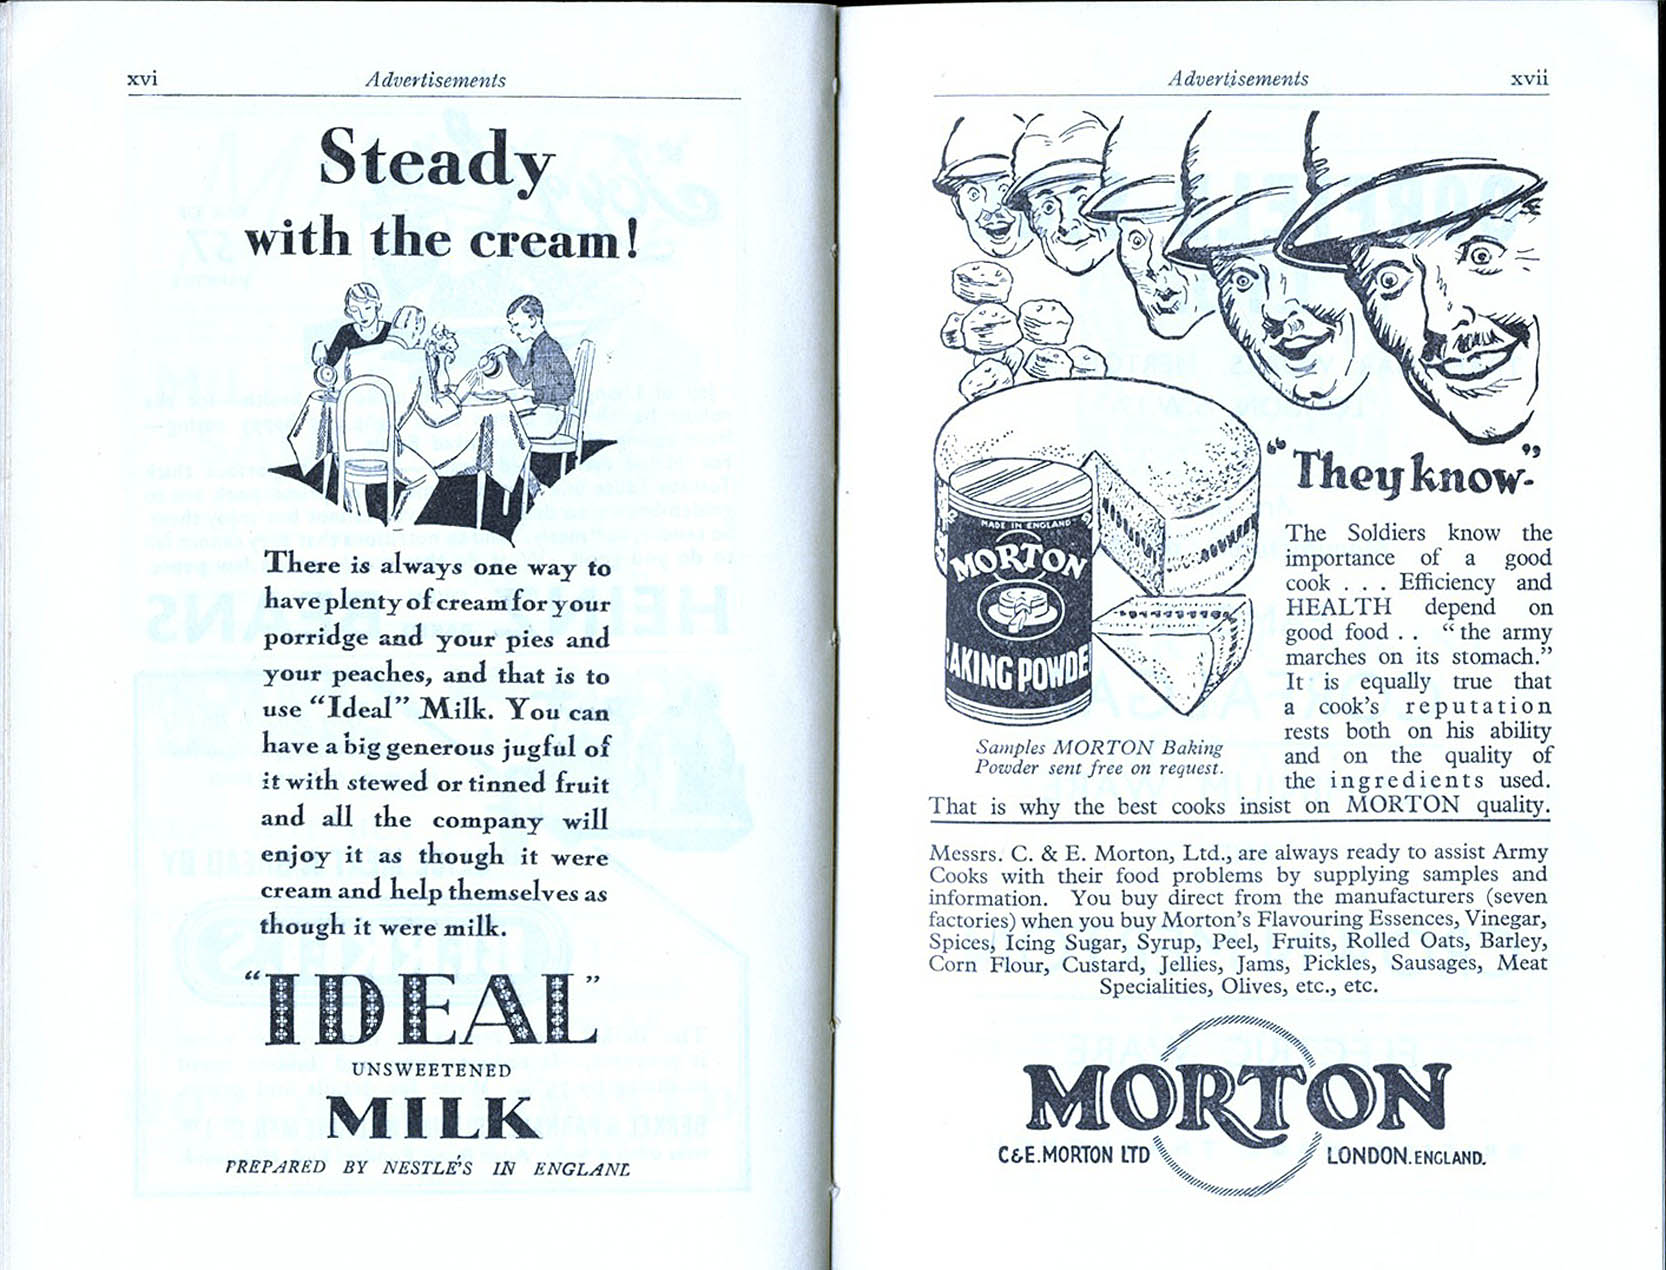 xvi
Advertisements
Steady
with the cream!
There is always one way to
have plenty of cream for your
porridge and your pies and
your peaches, and that is to
use "Ideal" Milk. You can
have a big generous jugful of
it with stewed or tinned fruit
and all the company will
enjoy it as though it were
cream and help themselves as
though it were milk.
"IDEAL"
UNSWEETENED
MILK
PREPARED BY NESTLÉ'S IN ENGLAND
Advertisements
xvii
"They know-"
MADE IN ENGLAND
MORTON
BAKING POWDE
Samples MORTON Baking
Powder sent free on request.
The Soldiers know the
importance of a good
cook . . . Efficiency and
HEALTH depend on
good food . . "the army
marches on its stomach."
It is equally true that
a cook's reputation
rests both on his ability
and on the quality of
the ingredients used.
That is why the best cooks insist on MORTON quality.
Messrs. C. & E. Morton, Ltd., are always ready to assist Army
Cooks with their food problems by supplying samples and
information. You buy direct from the manufacturers (seven
factories) when you buy Morton's Flavouring Essences, Vinegar,
Spices, Icing Sugar, Syrup, Peel, Fruits, Rolled Oats, Barley,
Corn Flour, Custard, Jellies, Jams, Pickles, Sausages, Meat
Specialities, Olives, etc., etc.
MORTON
C&E. MORTON LTD
LONDON. ENGLAND.